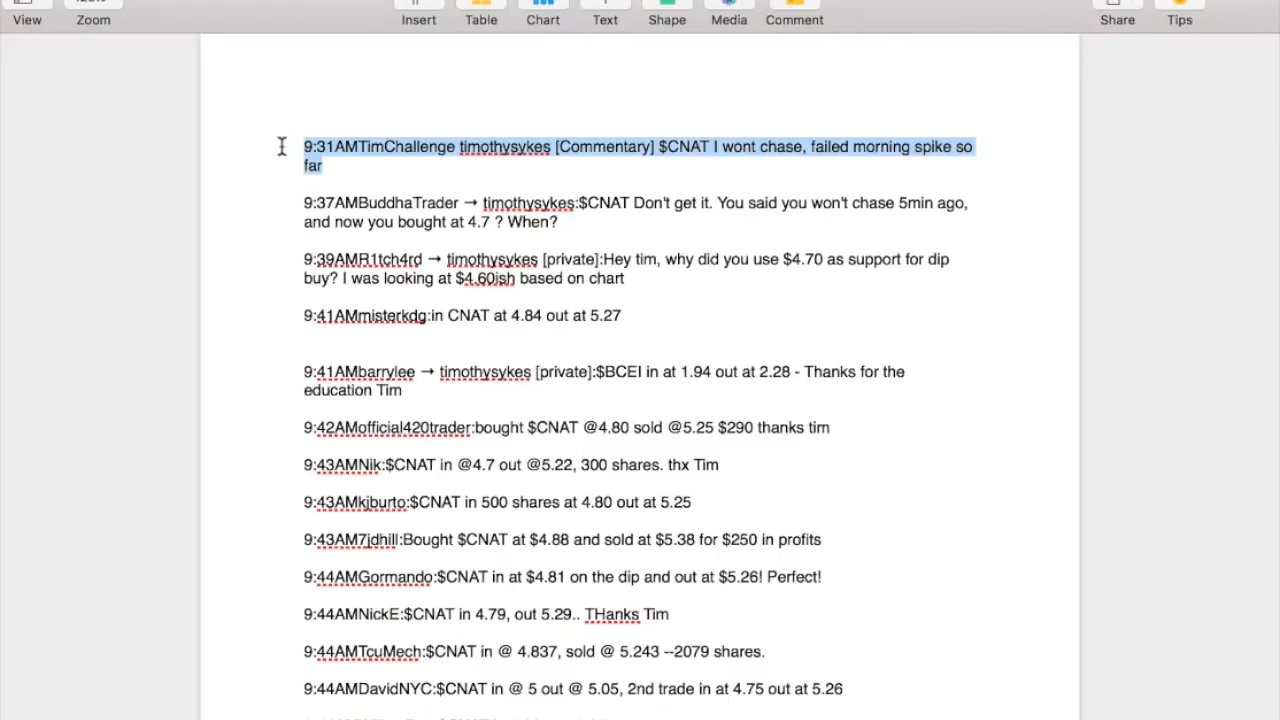 View Zoom Insert Table Chart Text Shape Media Comment Share Tips
9:31AMTimChallenge timothysykes [Commentary] $CNAT I wont chase, failed morning spike so
far
9:37AMBuddhaTrader → timothysykes:$CNAT Don't get it. You said you won't chase 5min ago,
and now you bought at 4.7 ? When?
9:39AMR1tch4rd → timothysykes [private]:Hey tim, why did you use $4.70 as support for dip
buy? I was looking at $4.60ish based on chart
9:41AMmisterkdg:in CNAT at 4.84 out at 5.27
9:41AMbarrylee → timothysykes [private]:$BCEI in at 1.94 out at 2.28 - Thanks for the
education Tim
9:42AMofficial420trader:bought $CNAT @4.80 sold @5.25 $290 thanks tim
9:43AMNik:$CNAT in @4.7 out @5.22, 300 shares. thx Tim
9:43AMkjburto:$CNAT in 500 shares at 4.80 out at 5.25
9:43AM7jdhill:Bought $CNAT at $4.88 and sold at $5.38 for $250 in profits
9:44AMGormando:$CNAT in at $4.81 on the dip and out at $5.26! Perfect!
9:44AMNickE:$CNAT in 4.79, out 5.29.. THanks Tim
9:44AMTcuMech:$CNAT in @ 4.837, sold @ 5.243 --2079 shares.
9:44AMDavidNYC:$CNAT in @ 5 out @ 5.05, 2nd trade in at 4.75 out at 5.26